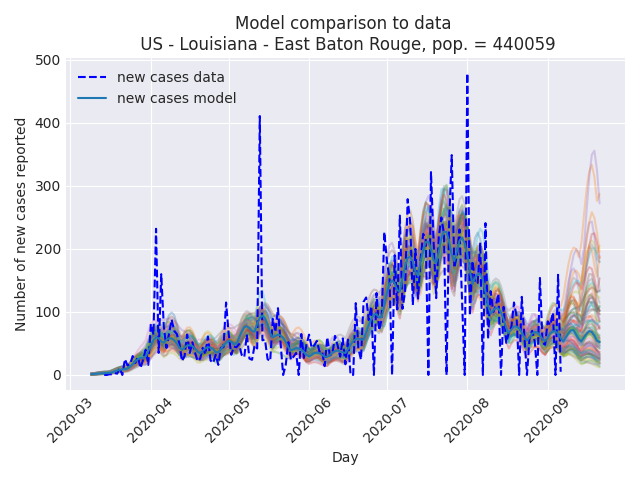 Model comparison to data
US - Louisiana - East Baton Rouge, pop. = 440059
new cases data
new cases model
Number of new cases reported
500
400
300
200
100
0
2020-03
2020-04
2020-05
2020-06
2020-07
2020-08
2020-09
Day